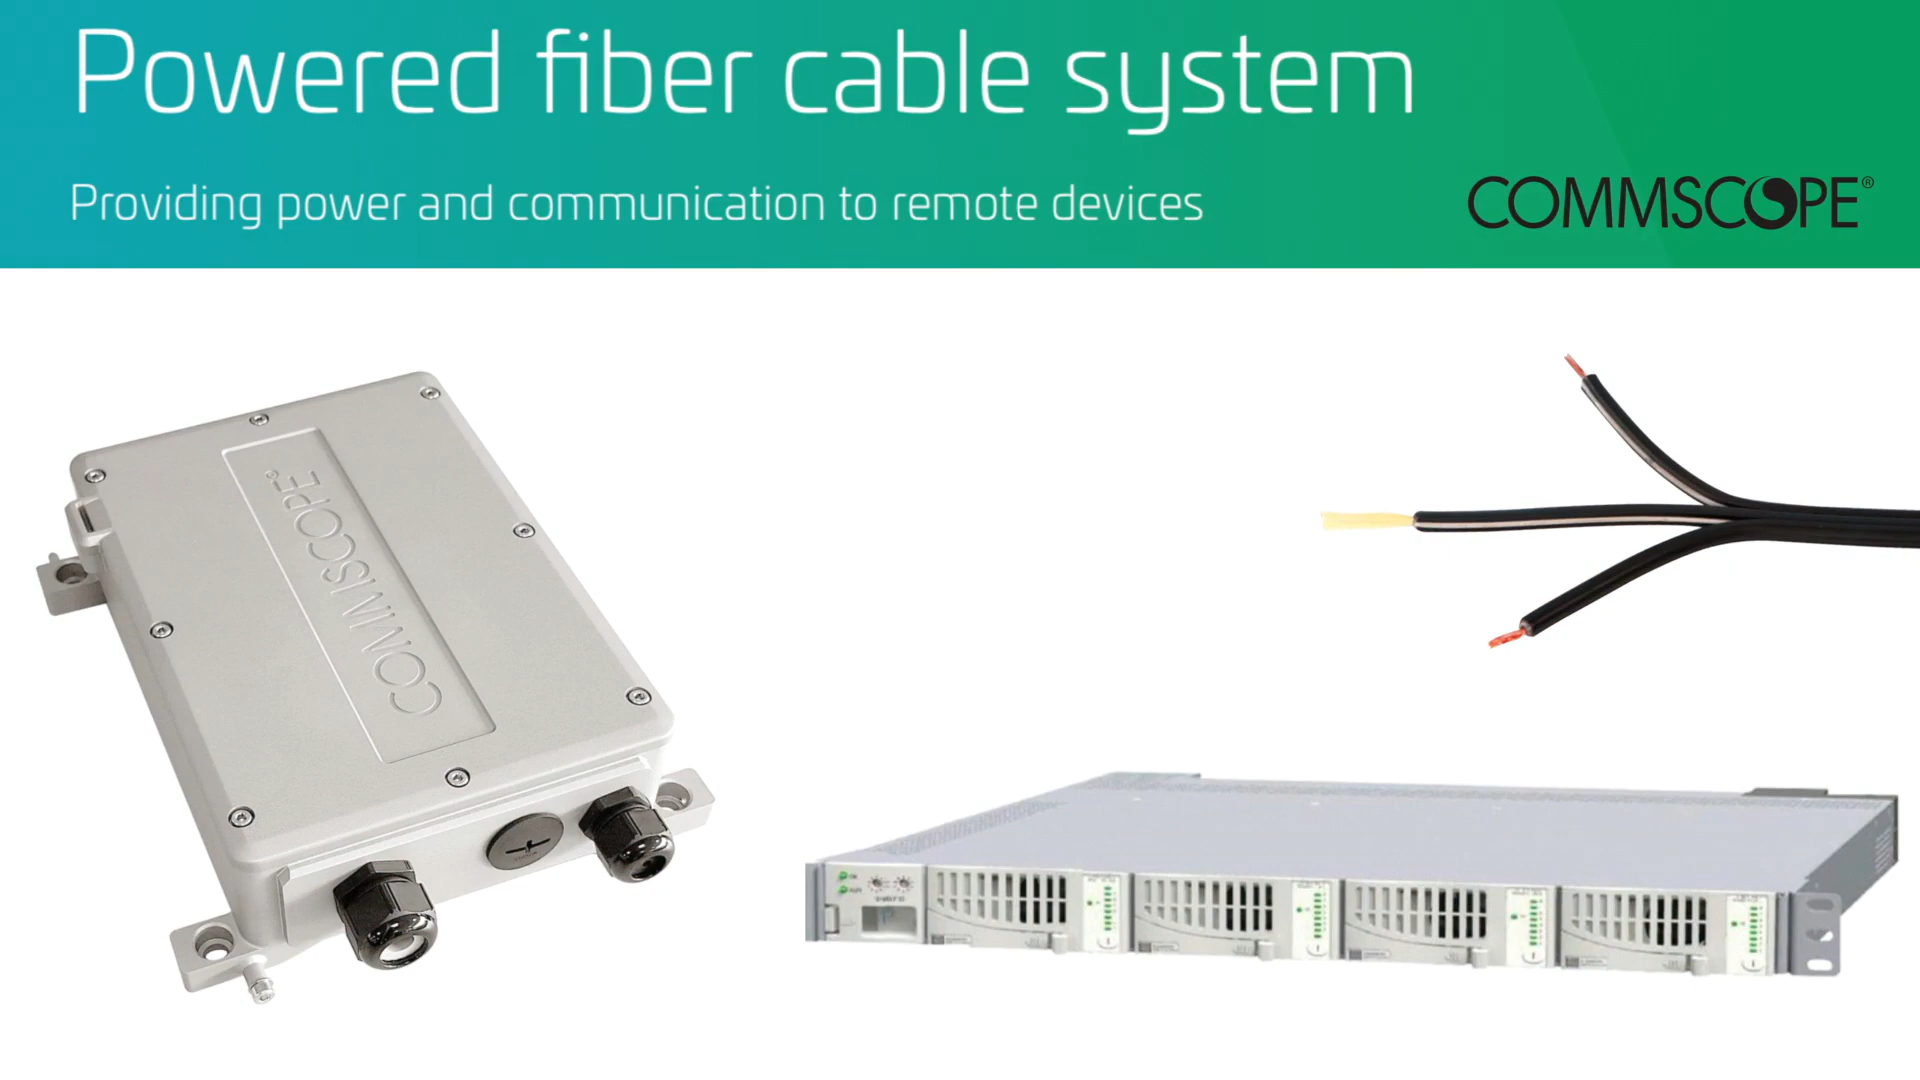 Powered fiber cable system
Providing power and communication to remote devices
COMMSCOPE®
COMMSCOPE®